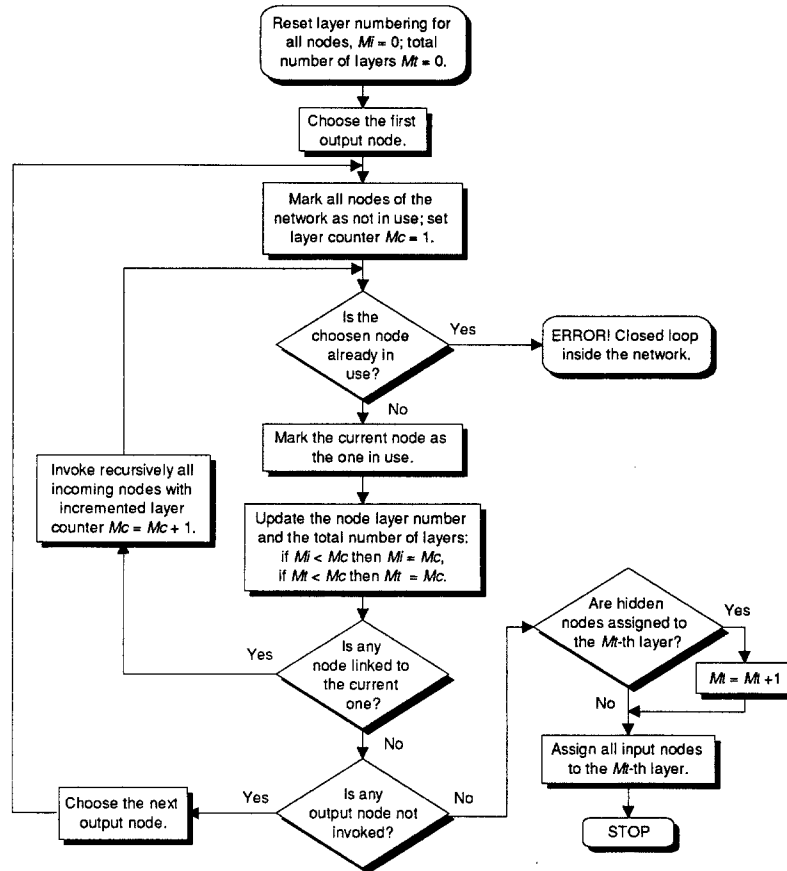 Reset layer numbering for
all nodes, Mi = 0; total
number of layers Mt = 0.
Choose the first
output node.
Mark all nodes of the
network as not in use; set
layer counter Mc = 1.
Is the
choosen node
already in
use?
Yes
ERROR! Closed loop
inside the network.
No
Mark the current node as
the one in use.
Invoke recursively all
incoming nodes with
incremented layer
counter Mc = Mc + 1.
Update the node layer number
and the total number of layers:
if Mi < Mc then Mi = Mc,
if Mt < Mc then Mt = Mc.
Is any
node linked to
the current
one?
Yes
No
Is any
output node not
invoked?
Yes
Choose the next
output node.
No
Are hidden
nodes assigned to
the Mt-th layer?
Yes
Mt = Mt +1
No
Assign all input nodes
to the Mt-th layer.
STOP